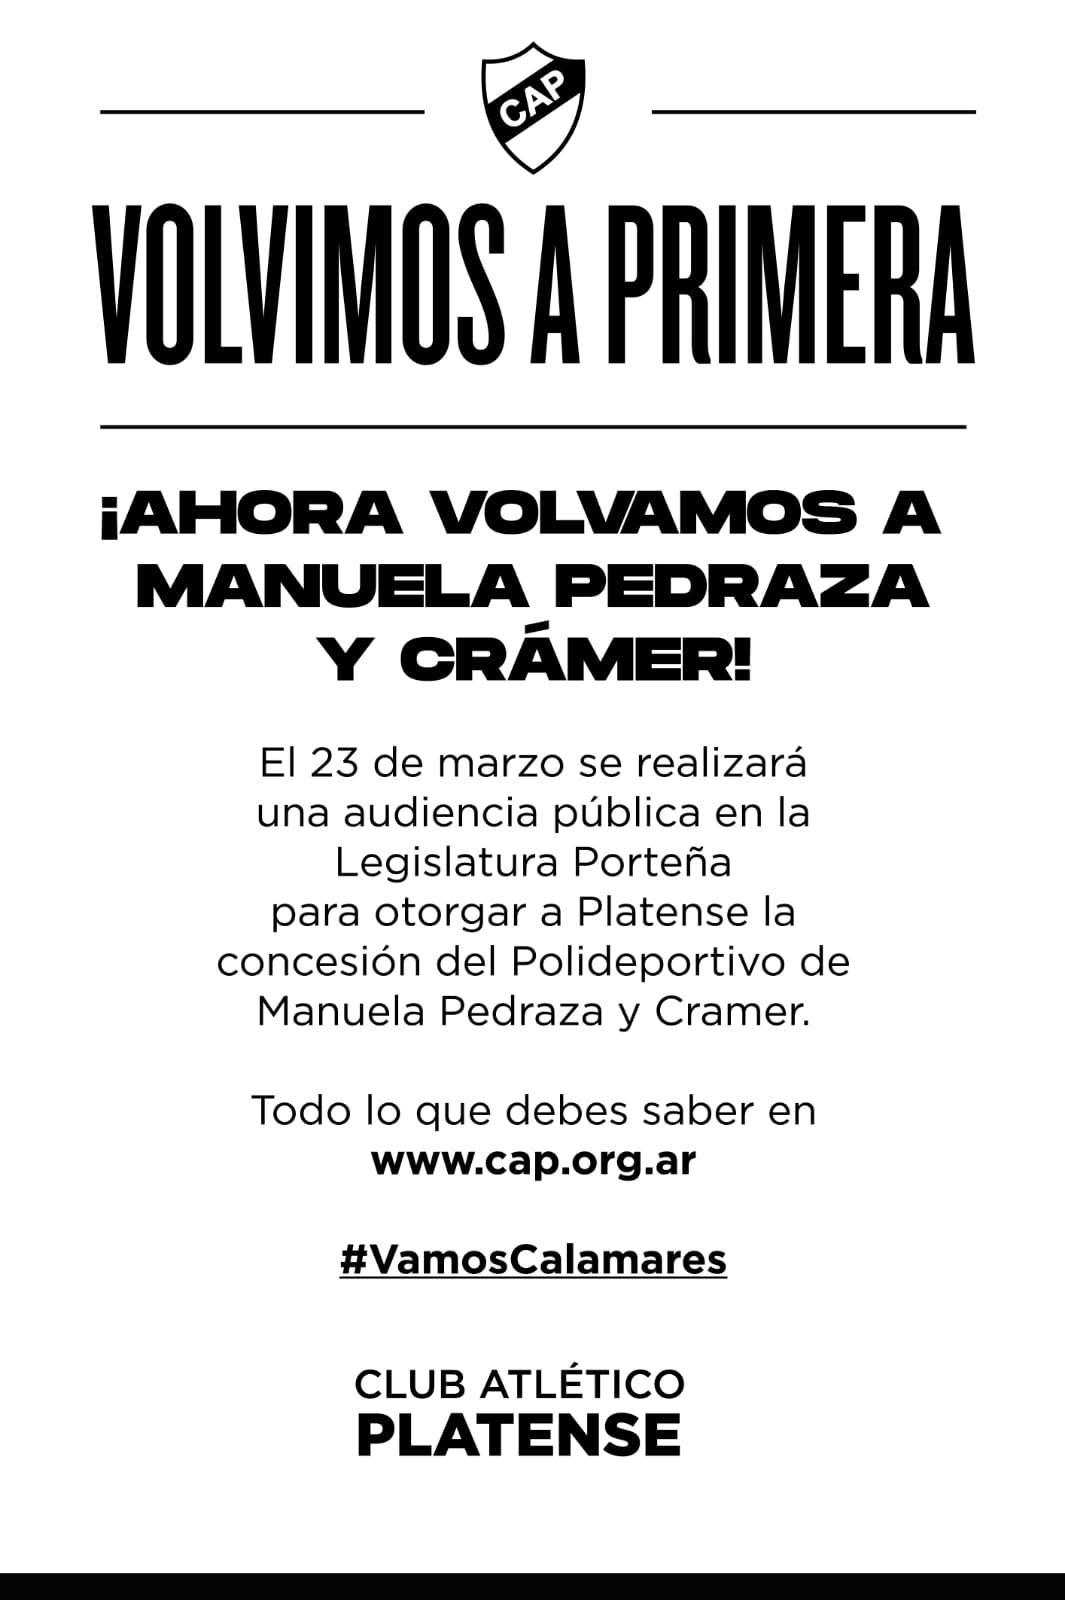 CAP
VOLVIMOS A PRIMERA
¡AHORA VOLVAMOS A
MANUELA PEDRAZA
Y CRÁMER!
El 23 de marzo se realizará
una audiencia pública en la
Legislatura Porteña
para otorgar a Platense la
concesión del Polideportivo de
Manuela Pedraza y Cramer.
Todo lo que debes saber en
www.cap.org.ar
#VamosCalamares
CLUB ATLÉTICO
PLATENSE